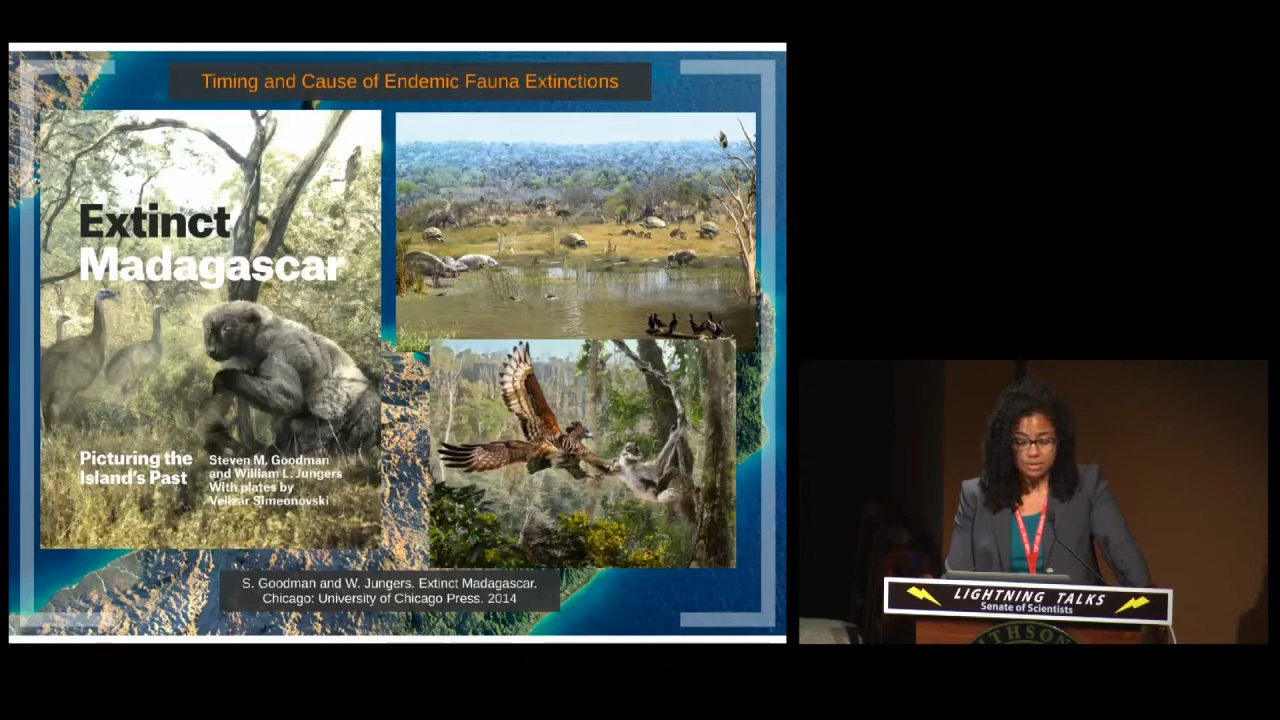 Timing and Cause of Endemic Fauna Extinctions
Extinct
Madagascar
Picturing the
Island's Past
Steven M. Goodman
and William L. Jungers
With plates by
Velizar Simeonovski
S. Goodman and W. Jungers. Extinct Madagascar.
Chicago: University of Chicago Press. 2014
LIGHTNING TALKS
Senate of Scientists